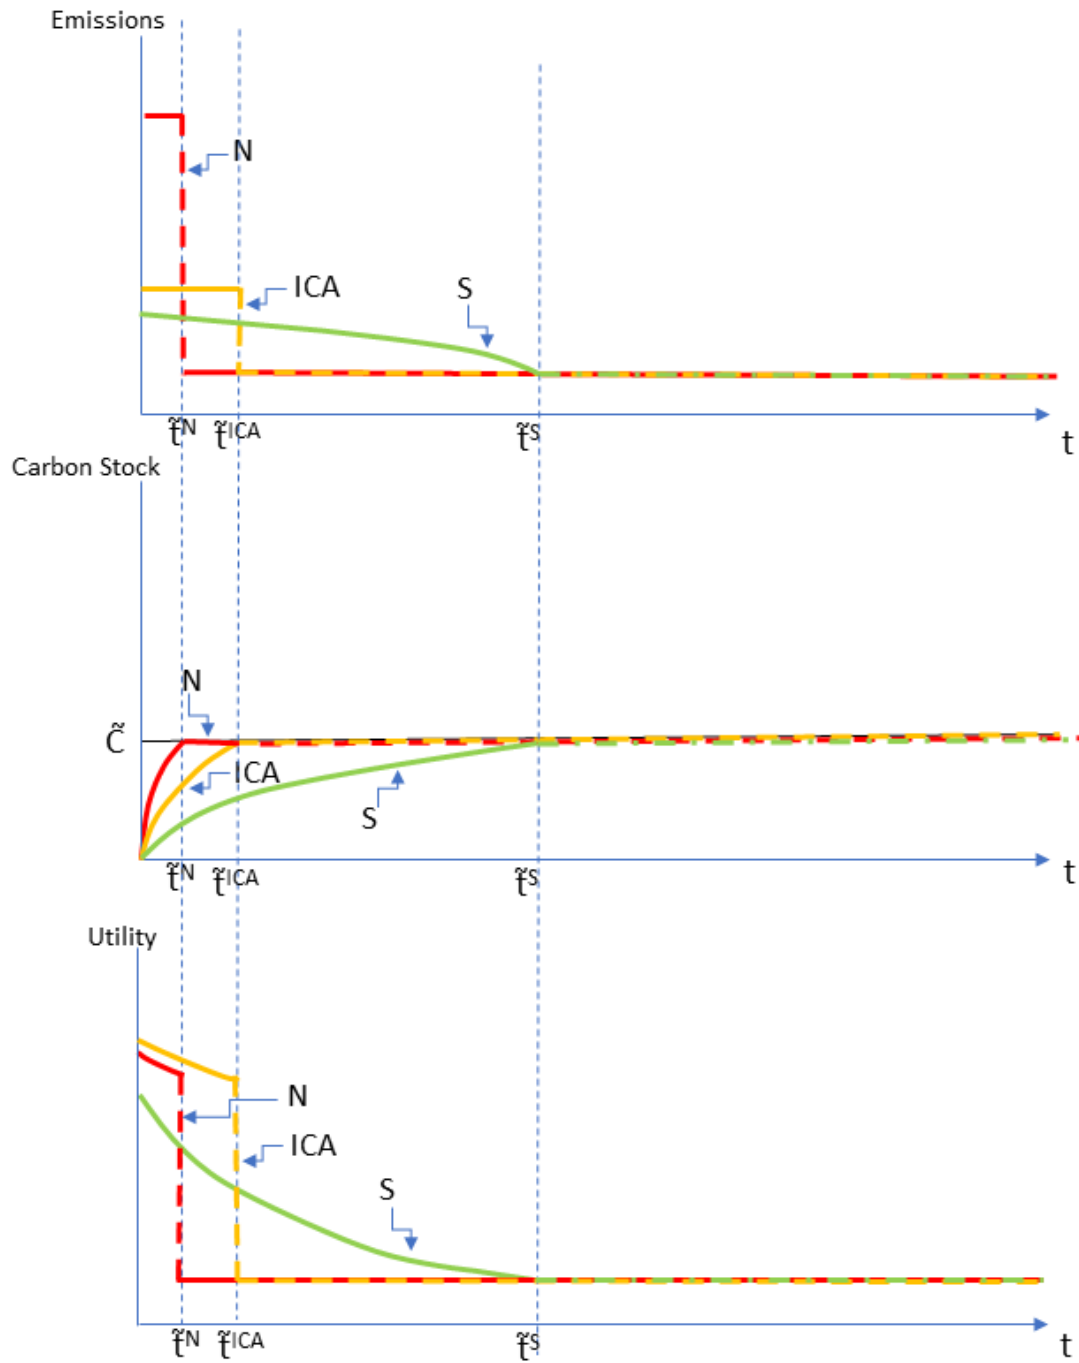 Emissions
N
ICA
S
t̃ᴺ t̃ᴵᶜᴬ t̃ˢ t
Carbon Stock
N
C̃
ICA
S
t̃ᴺ t̃ᴵᶜᴬ t̃ˢ t
Utility
N
ICA
S
t̃ᴺ t̃ᴵᶜᴬ t̃ˢ t